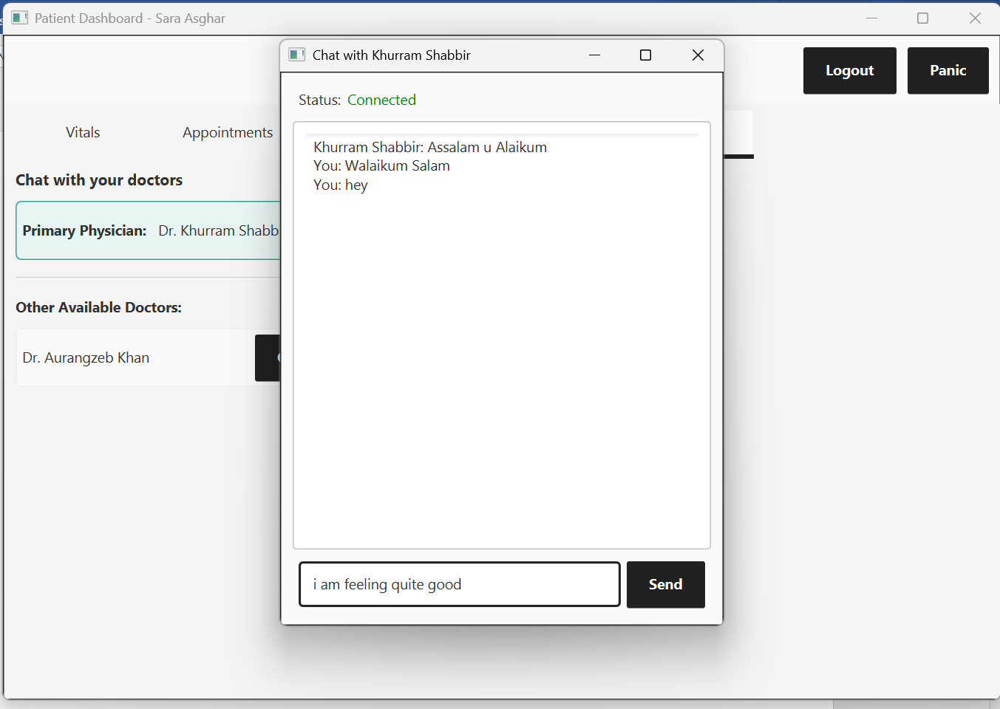 Patient Dashboard - Sara Asghar
Logout
Panic
Vitals
Appointments
Chat with your doctors
Primary Physician: Dr. Khurram Shabb
Other Available Doctors:
Dr. Aurangzeb Khan
Chat with Khurram Shabbir
Status: Connected
Khurram Shabbir: Assalam u Alaikum
You: Walaikum Salam
You: hey
i am feeling quite good
Send